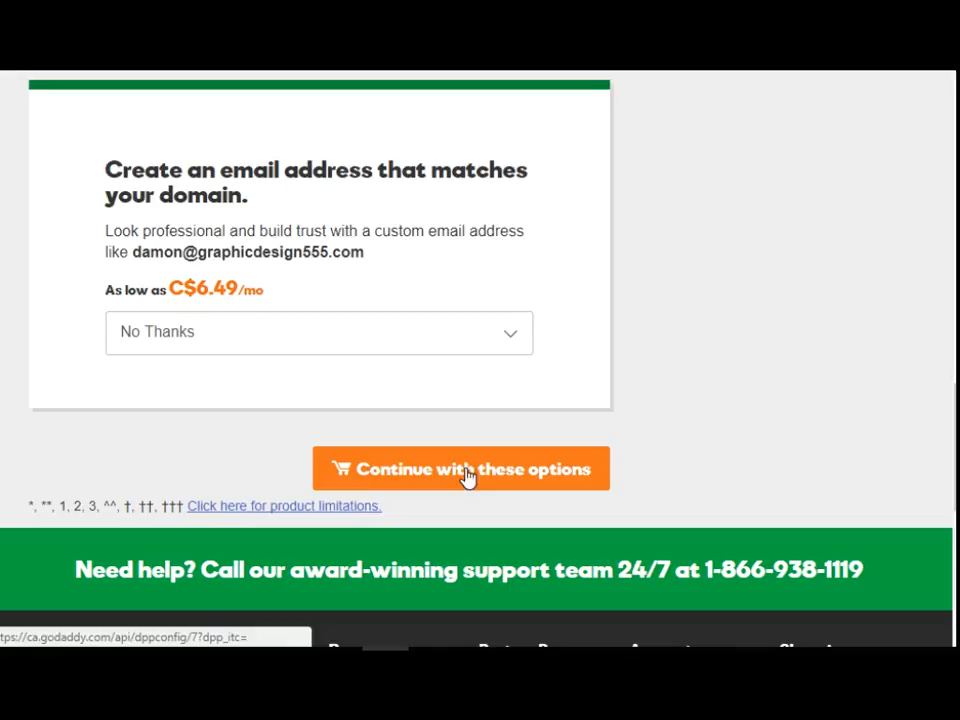 Create an email address that matches
your domain.
Look professional and build trust with a custom email address
like damon@graphicdesign555.com
As low as C$6.49/mo
No Thanks
Continue with these options
*, **, 1, 2, 3, ^^, †, ††, ††† Click here for product limitations.
Need help? Call our award-winning support team 24/7 at 1-866-938-1119
tps://ca.godaddy.com/api/dppconfig/7?dpp_itc=